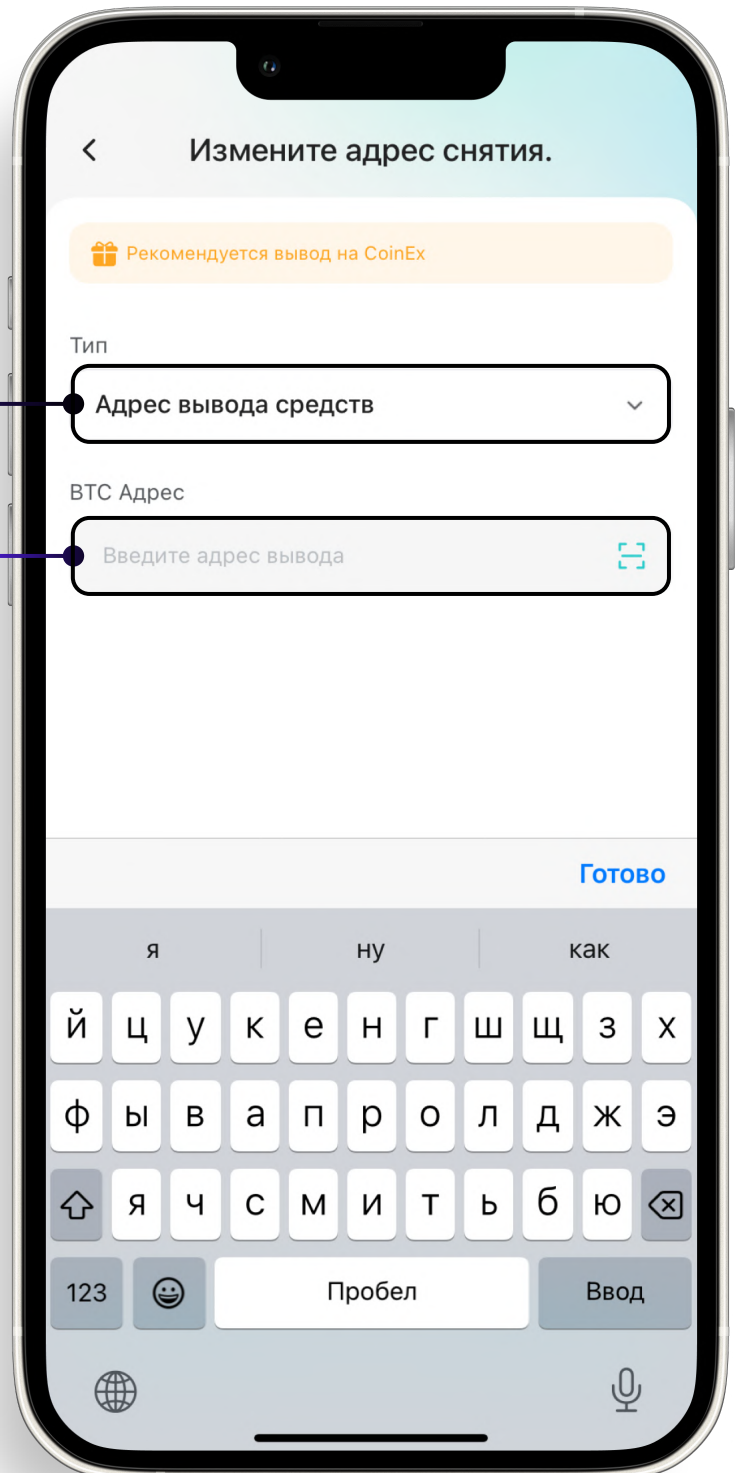 Измените адрес снятия.
Рекомендуется вывод на CoinEx
Тип
Адрес вывода средств
BTC Адрес
Введите адрес вывода
Готово
я ну как
й ц у к е н г ш щ з х
ф ы в а п р о л д ж э
я ч с м и т ь б ю
123 Пробел Ввод